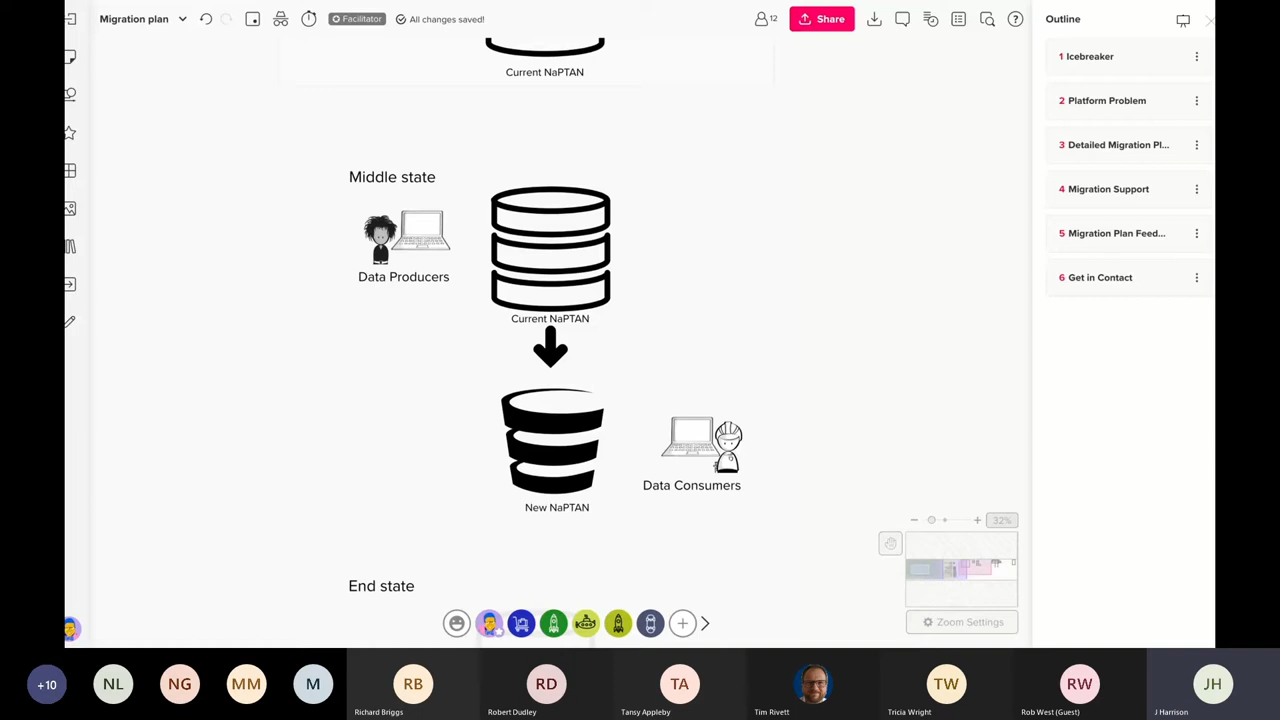 Migration plan
Facilitator
All changes saved!
12
Share
?
Outline
Current NaPTAN
1 Icebreaker
2 Platform Problem
3 Detailed Migration Pl...
4 Migration Support
5 Migration Plan Feed...
6 Get in Contact
Middle state
Data Producers
Current NaPTAN
New NaPTAN
Data Consumers
32%
Zoom Settings
End state
+10
NL
NG
MM
M
RB
Richard Briggs
RD
Robert Dudley
TA
Tansy Appleby
Tim Rivett
TW
Tricia Wright
RW
Rob West (Guest)
JH
J Harrison